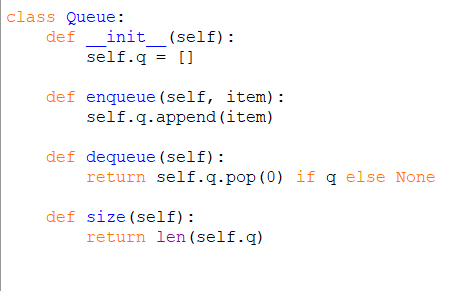 class Queue:
    def __init__(self):
        self.q = []

    def enqueue(self, item):
        self.q.append(item)

    def dequeue(self):
        return self.q.pop(0) if q else None

    def size(self):
        return len(self.q)